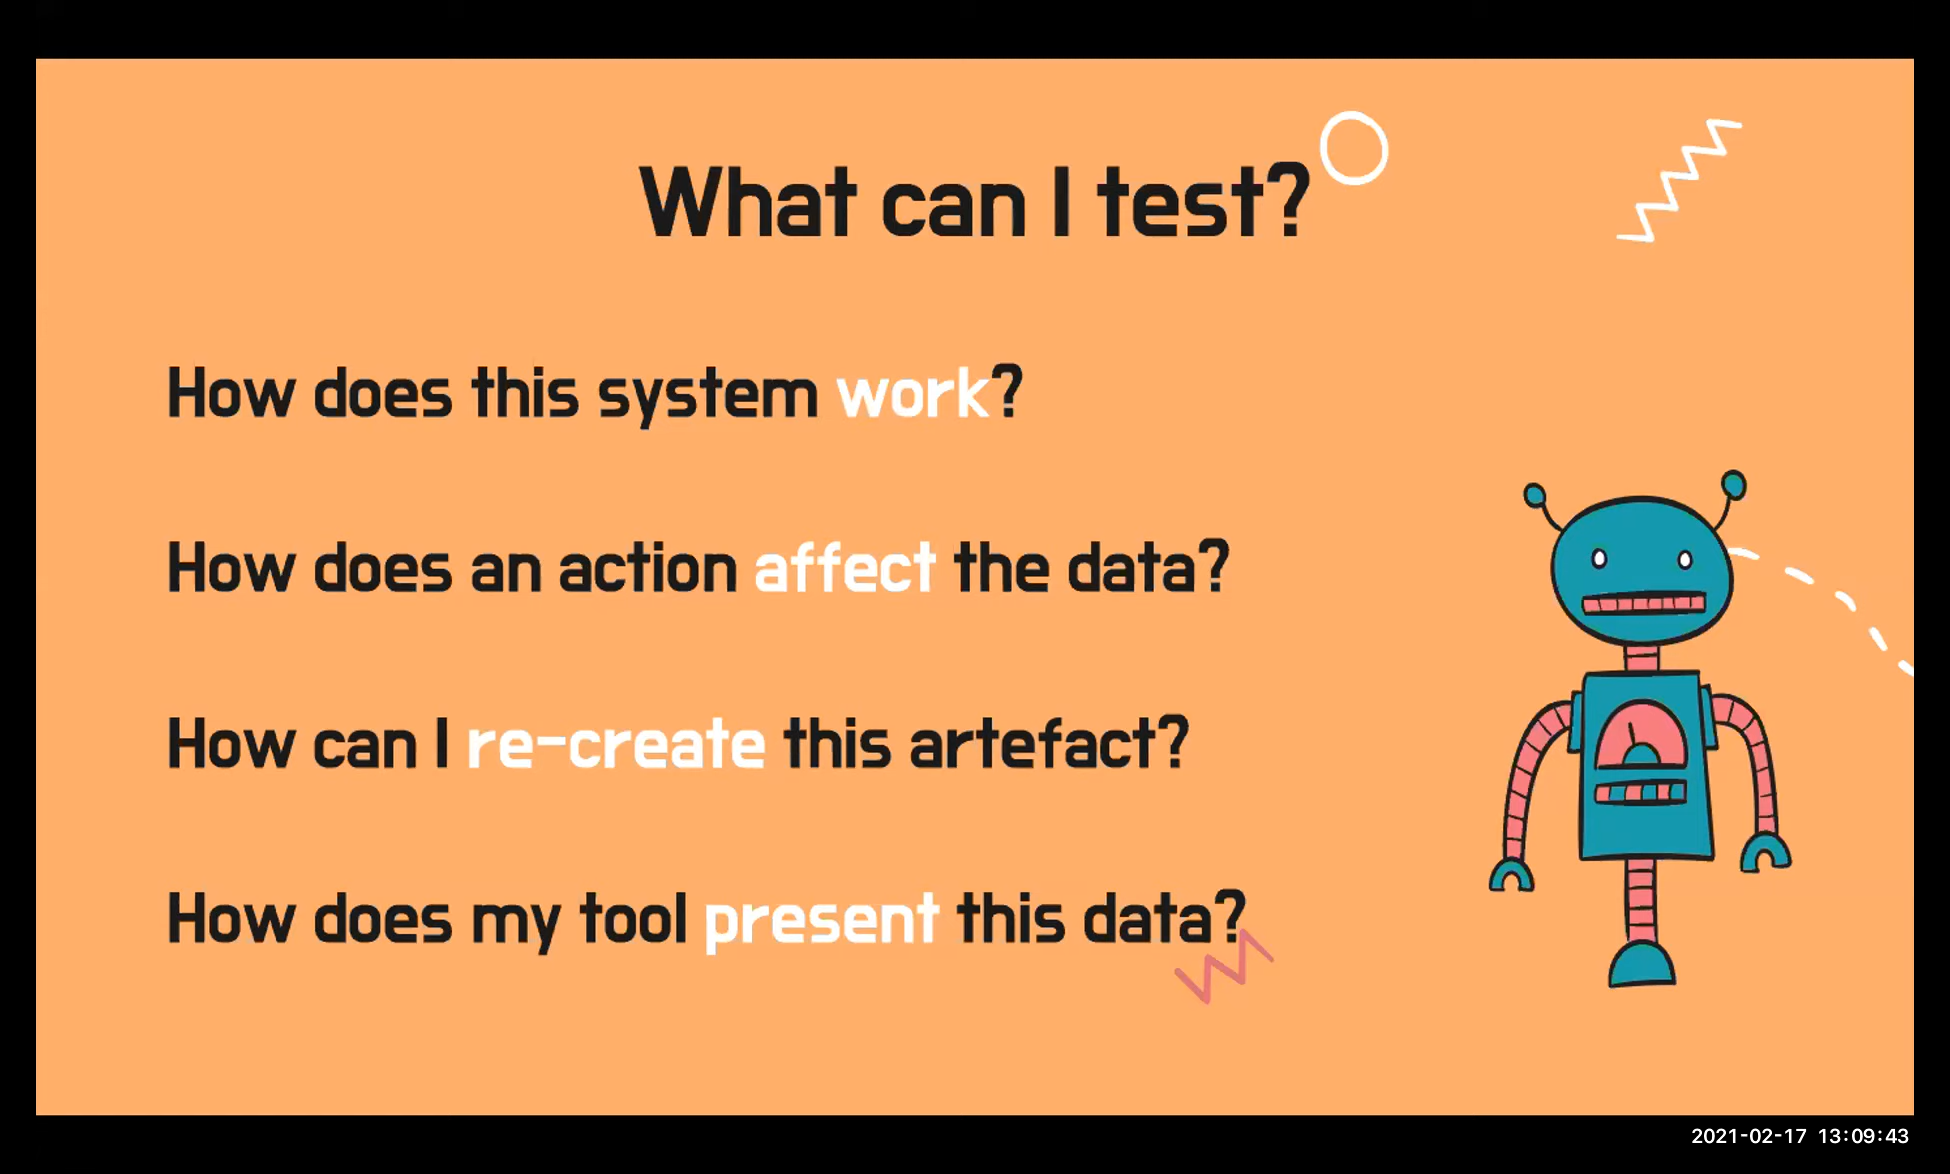 What can I test?
How does this system work?
How does an action affect the data?
How can I re-create this artefact?
How does my tool present this data?
2021-02-17 13:09:43